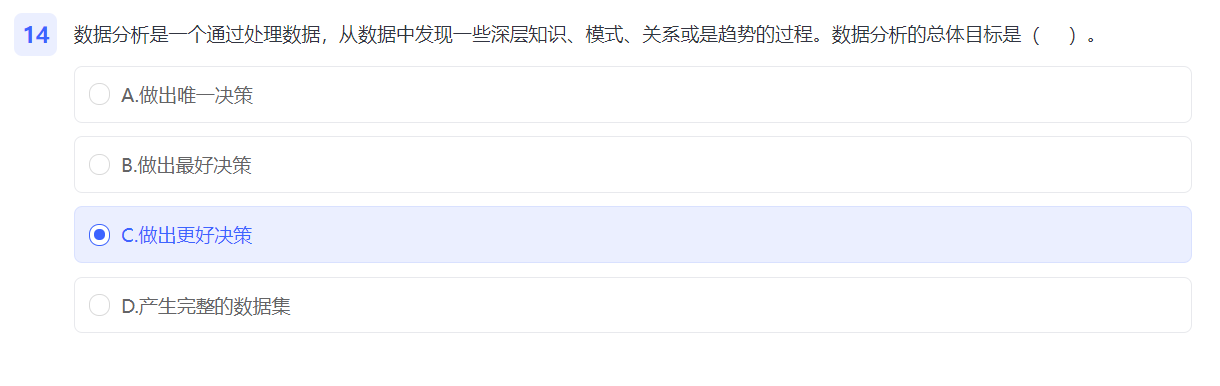 14 数据分析是一个通过处理数据，从数据中发现一些深层知识、模式、关系或是趋势的过程。数据分析的总体目标是（  ）。
A.做出唯一决策
B.做出最好决策
C.做出更好决策
D.产生完整的数据集